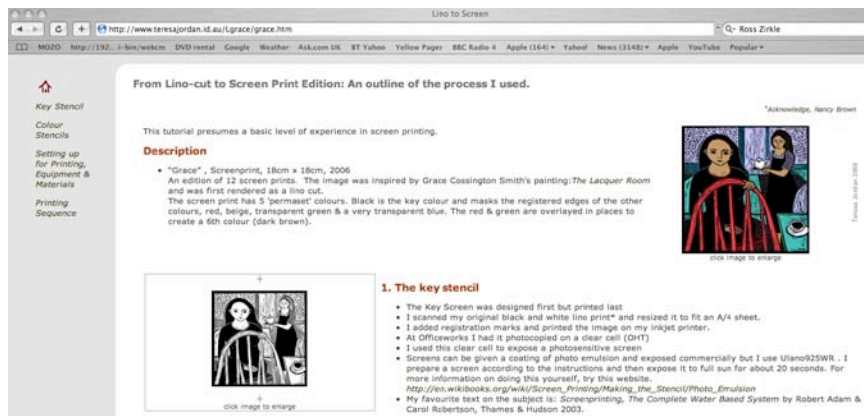 Lino to Screen
http://www.teresajordan.id.au/Lgrace/grace.htm
Q- Ross Zirkle
MOZO http://192...i-bin/webcm DVD rental Google Weather Ask.com UK BT Yahoo Yellow Pages BBC Radio 4 Apple (164) Yahoo! News (3148) Apple YouTube Popular
Key Stencil
Colour
Stencils
Setting up
for Printing,
Equipment &
Materials
Printing
Sequence
From Lino-cut to Screen Print Edition: An outline of the process I used.
*Acknowledge, Nancy Brown
This tutorial presumes a basic level of experience in screen printing.
Description
• "Grace" , Screenprint, 18cm x 18cm, 2006
An edition of 12 screen prints. The image was inspired by Grace Cossington Smith's painting:The Lacquer Room
and was first rendered as a lino cut.
The screen print has 5 'permaset' colours. Black is the key colour and masks the registered edges of the other
colours, red, beige, transparent green & a very transparent blue. The red & green are overlayed in places to
create a 6th colour (dark brown).
click image to enlarge
click image to enlarge
1. The key stencil
• The Key Screen was designed first but printed last
• I scanned my original black and white lino print* and resized it to fit an A/4 sheet.
• I added registration marks and printed the image on my inkjet printer.
• At Officeworks I had it photocopied on a clear cell (OHT)
• I used this clear cell to expose a photosensitive screen
• Screens can be given a coating of photo emulsion and exposed commercially but I use Ulano925WR . I
prepare a screen according to the instructions and then expose it to full sun for about 20 seconds. For
more information on doing this yourself, try this website.
http://en.wikibooks.org/wiki/Screen_Printing/Making_the_Stencil/Photo_Emulsion
• My favourite text on the subject is: Screenprinting, The Complete Water Based System by Robert Adam &
Carol Robertson, Thames & Hudson 2003.